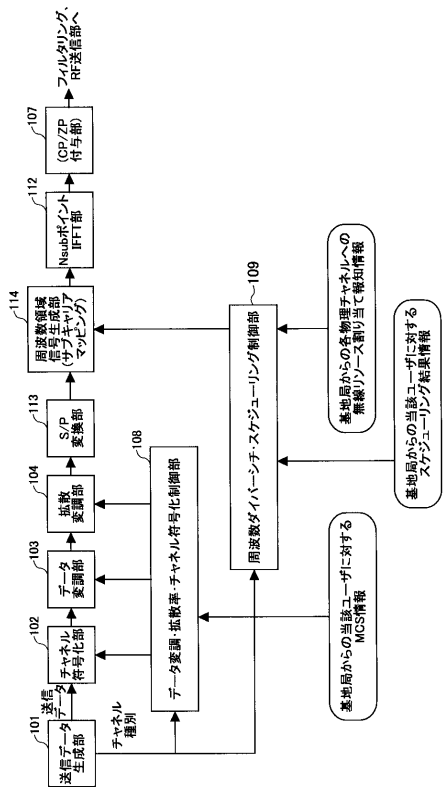 101
送信データ
生成部
送信
データ
チャネル
種別
102
チャネル
符号化部
103
データ
変調部
104
拡散
変調部
113
S/P
変換部
114
周波数領域
信号生成部
(サブキャリア
マッピング)
112
Nsubポイント
IFFT部
107
(CP/ZP
付与部)
フィルタリング、
RF送信部へ
108
データ変調・拡散率・チャネル符号化制御部
109
周波数ダイバーシチ・スケジューリング制御部
基地局からの当該ユーザに対する
MCS情報
基地局からの各物理チャネルへの
無線リソース割り当て報知情報
基地局からの当該ユーザに対する
スケジューリング結果情報